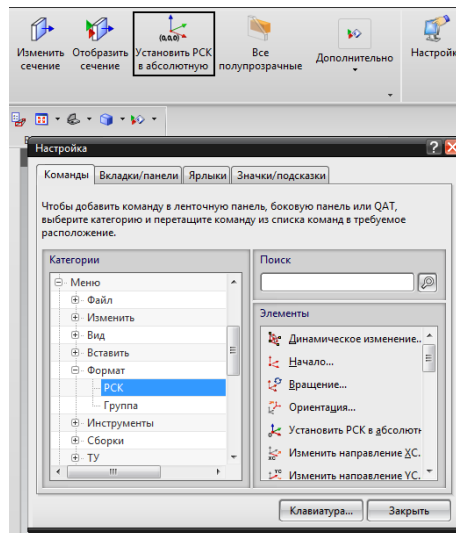 (0,0,0)
Изменить сечение
Отобразить сечение
Установить РСК в абсолютную
Все полупрозрачные
Дополнительно
Настройк
Настройка
Команды
Вкладки/панели
Ярлыки
Значки/подсказки
Чтобы добавить команду в ленточную панель, боковую панель или QAT,
выберите категорию и перетащите команду из списка команд в требуемое
расположение.
Категории
Меню
Файл
Изменить
Вид
Вставить
Формат
РСК
Группа
Инструменты
Сборки
ТУ
Поиск
Элементы
Динамическое изменение..
Начало...
Вращение...
Ориентация...
Установить РСК в абсолютн
Изменить направление XC.
Изменить направление YC.
Клавиатура...
Закрыть